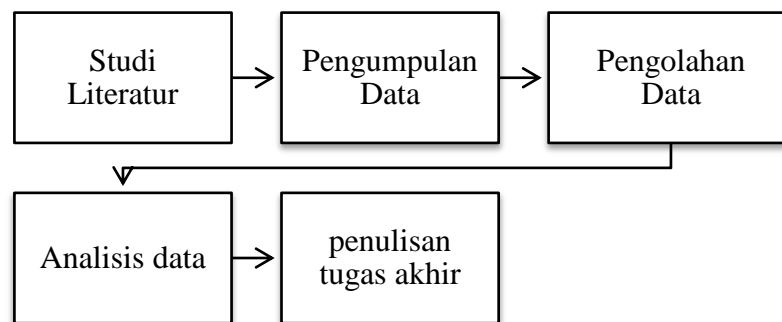 Studi
Literatur
Pengumpulan
Data
Pengolahan
Data
Analisis data
penulisan
tugas akhir